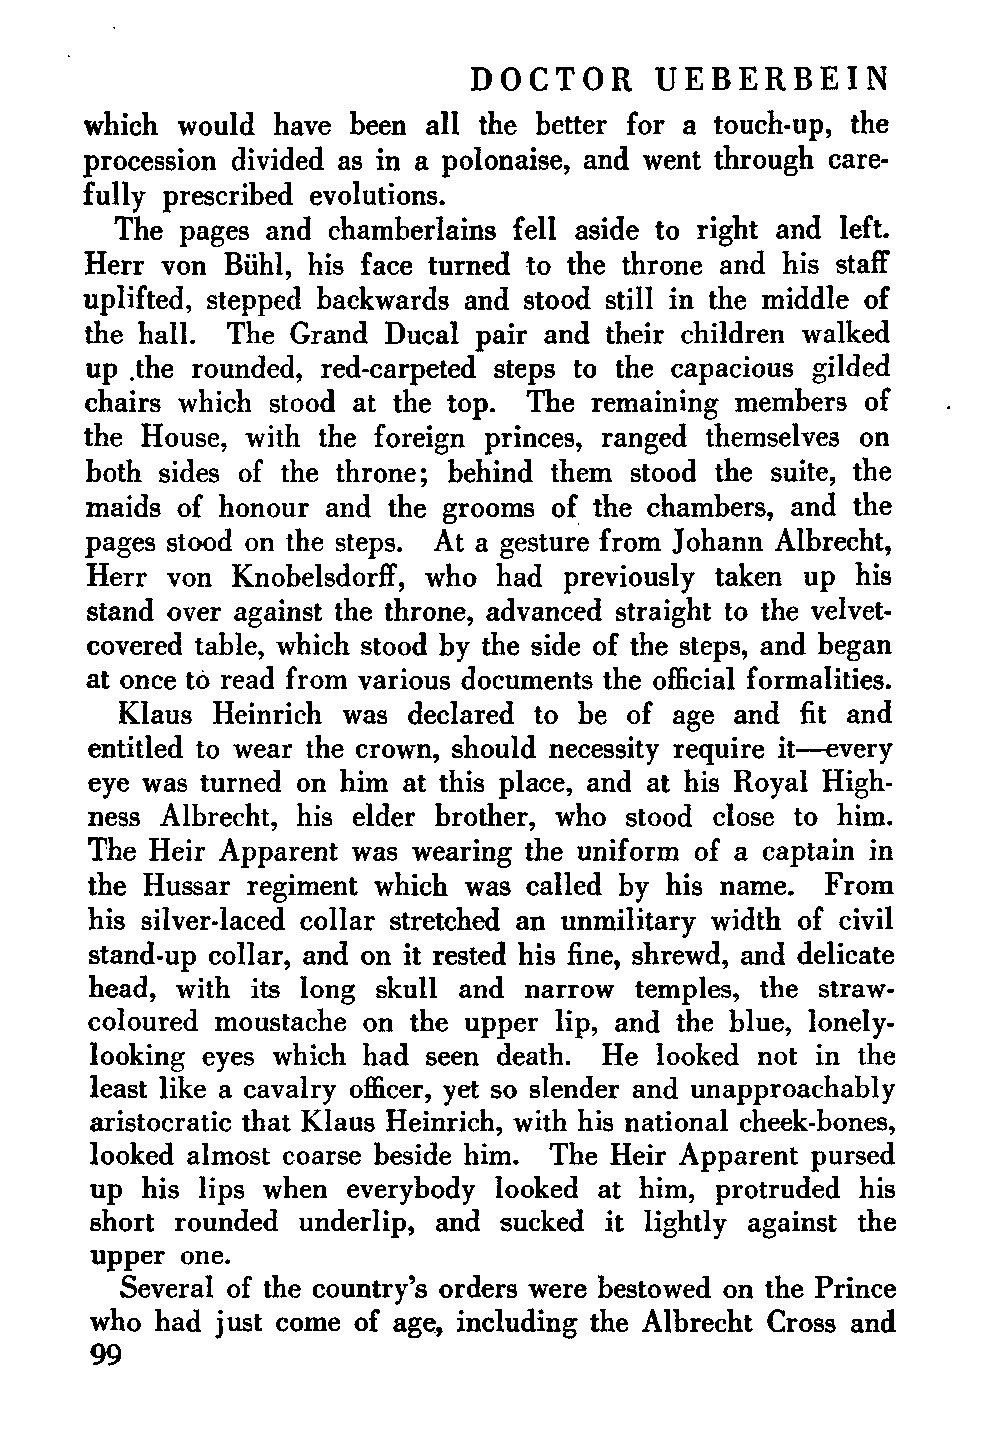 DOCTOR UEBERBEIN
which would have been all the better for a touch-up, the
procession divided as in a polonaise, and went through care-
fully prescribed evolutions.
The pages and chamberlains fell aside to right and left.
Herr von Bühl, his face turned to the throne and his staff
uplifted, stepped backwards and stood still in the middle of
the hall. The Grand Ducal pair and their children walked
up .the rounded, red-carpeted steps to the capacious gilded
chairs which stood at the top. The remaining members of
the House, with the foreign princes, ranged themselves on
both sides of the throne; behind them stood the suite, the
maids of honour and the grooms of the chambers, and the
pages stood on the steps. At a gesture from Johann Albrecht,
Herr von Knobelsdorff, who had previously taken up his
stand over against the throne, advanced straight to the velvet-
covered table, which stood by the side of the steps, and began
at once to read from various documents the official formalities.
Klaus Heinrich was declared to be of age and fit and
entitled to wear the crown, should necessity require it—every
eye was turned on him at this place, and at his Royal High-
ness Albrecht, his elder brother, who stood close to him.
The Heir Apparent was wearing the uniform of a captain in
the Hussar regiment which was called by his name. From
his silver-laced collar stretched an unmilitary width of civil
stand-up collar, and on it rested his fine, shrewd, and delicate
head, with its long skull and narrow temples, the straw-
coloured moustache on the upper lip, and the blue, lonely-
looking eyes which had seen death. He looked not in the
least like a cavalry officer, yet so slender and unapproachably
aristocratic that Klaus Heinrich, with his national cheek-bones,
looked almost coarse beside him. The Heir Apparent pursed
up his lips when everybody looked at him, protruded his
short rounded underlip, and sucked it lightly against the
upper one.
Several of the country's orders were bestowed on the Prince
who had just come of age, including the Albrecht Cross and
99